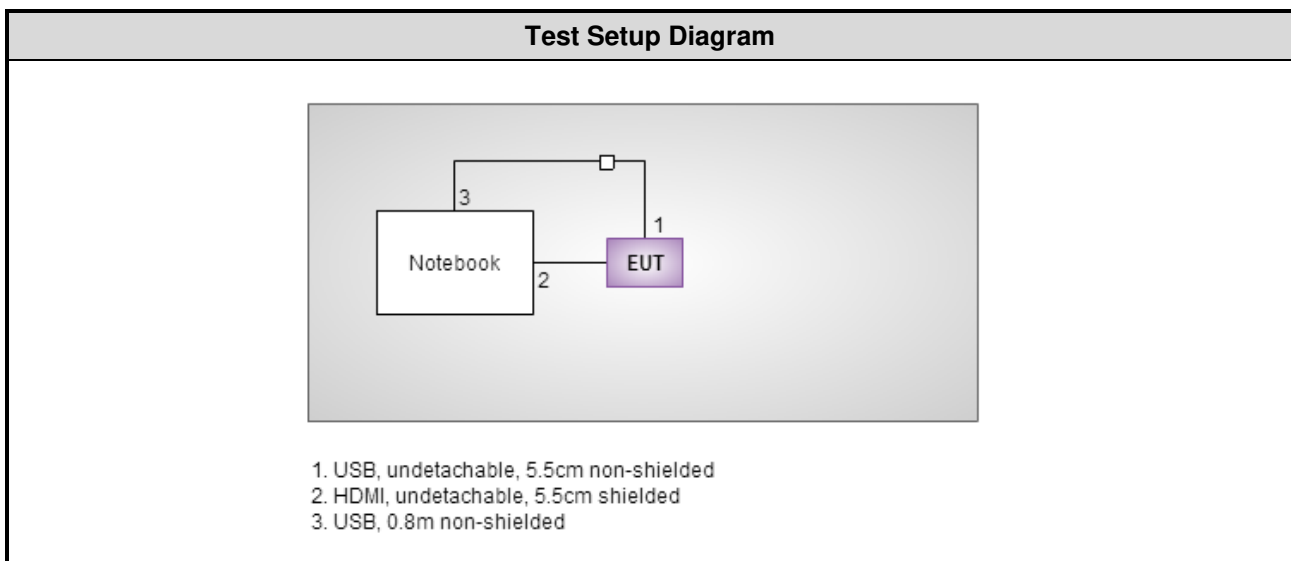 Test Setup Diagram
3
1
Notebook
EUT
2
1. USB, undetachable, 5.5cm non-shielded
2. HDMI, undetachable, 5.5cm shielded
3. USB, 0.8m non-shielded